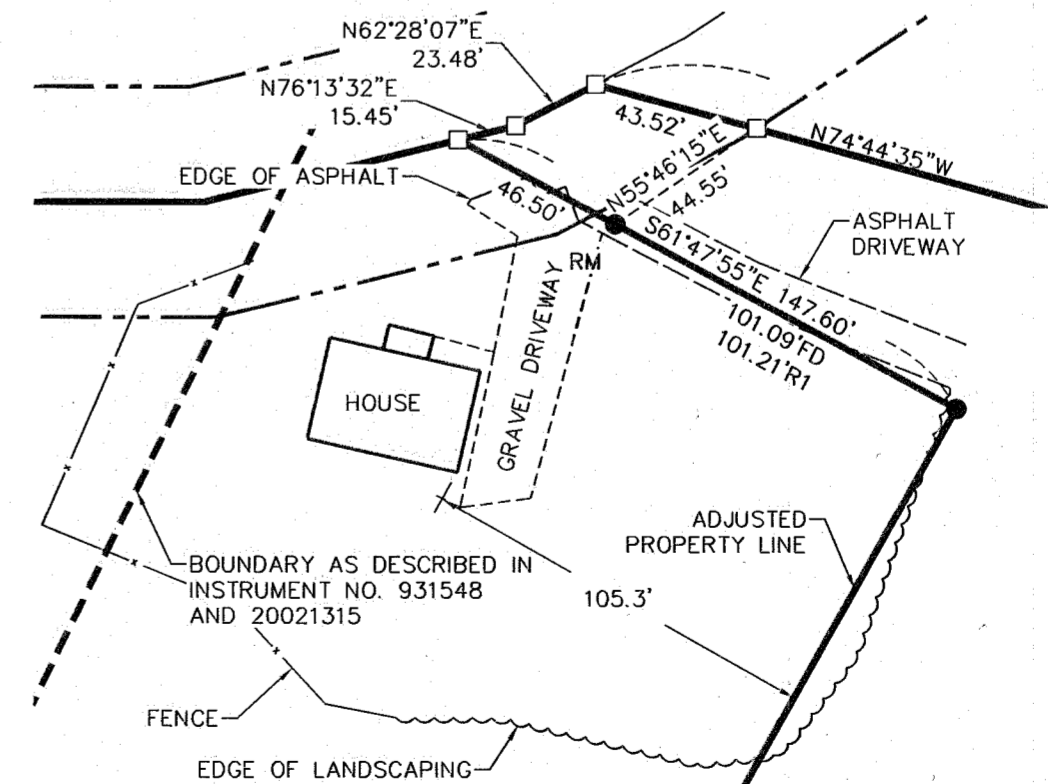 N62°28'07"E
23.48'
N76°13'32"E
15.45'
43.52'
N74°44'35"W
EDGE OF ASPHALT
46.50'
N55°46'15"E
44.55'
ASPHALT
DRIVEWAY
RM
S61°47'55"E 147.60'
101.09'FD
101.21'R1
HOUSE
GRAVEL DRIVEWAY
ADJUSTED
PROPERTY LINE
BOUNDARY AS DESCRIBED IN
INSTRUMENT NO. 931548
AND 20021315
105.3'
FENCE
EDGE OF LANDSCAPING
x
x
x
x
x